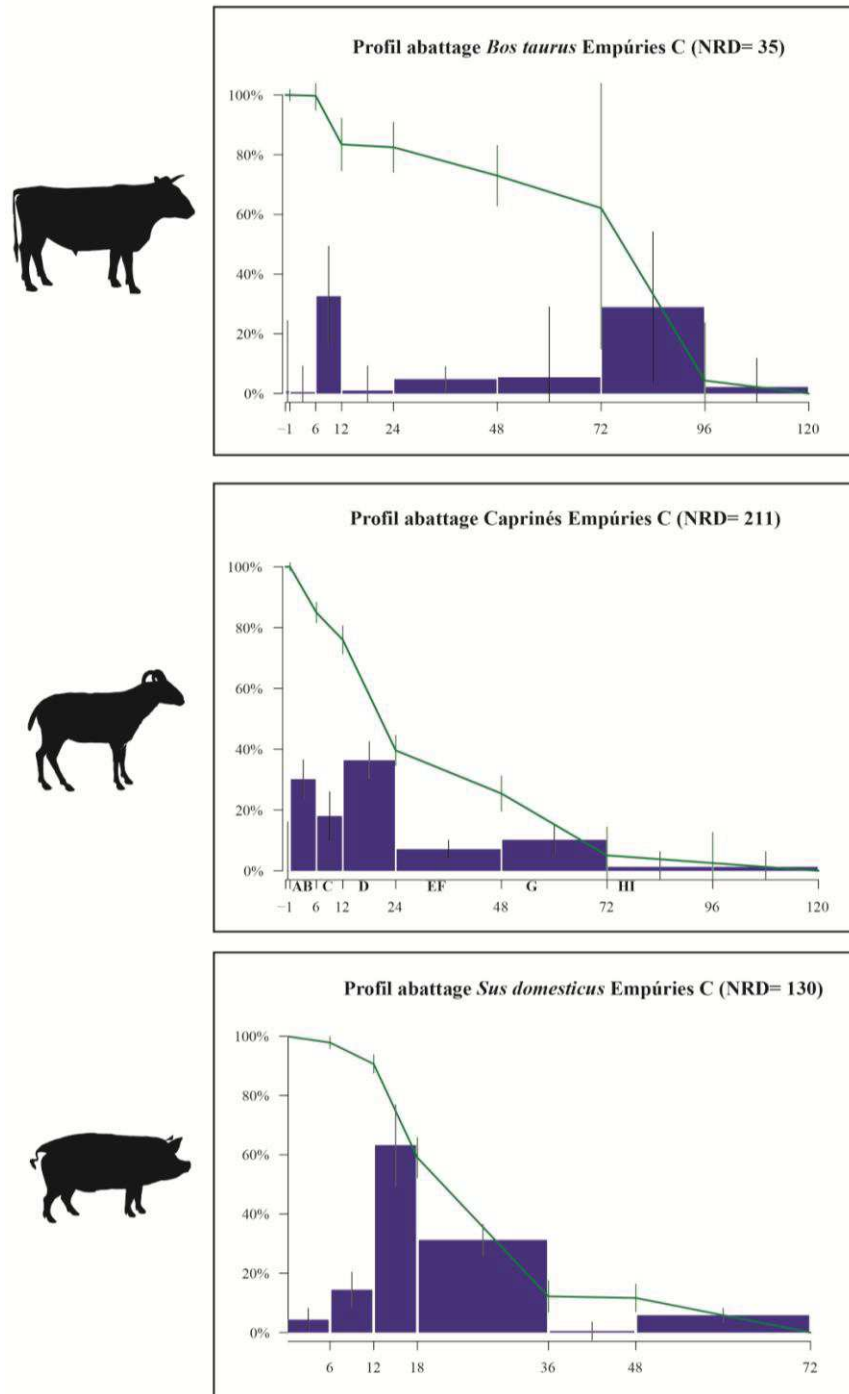 Profil abattage Bos taurus Empúries C (NRD= 35)
100%
80%
60%
40%
20%
0%
−1 6 12 24 48 72 96 120
Profil abattage Caprinés Empúries C (NRD= 211)
100%
80%
60%
40%
20%
0%
AB C D EF G HI
−1 6 12 24 48 72 96 120
Profil abattage Sus domesticus Empúries C (NRD= 130)
100%
80%
60%
40%
20%
0%
6 12 18 36 48 72